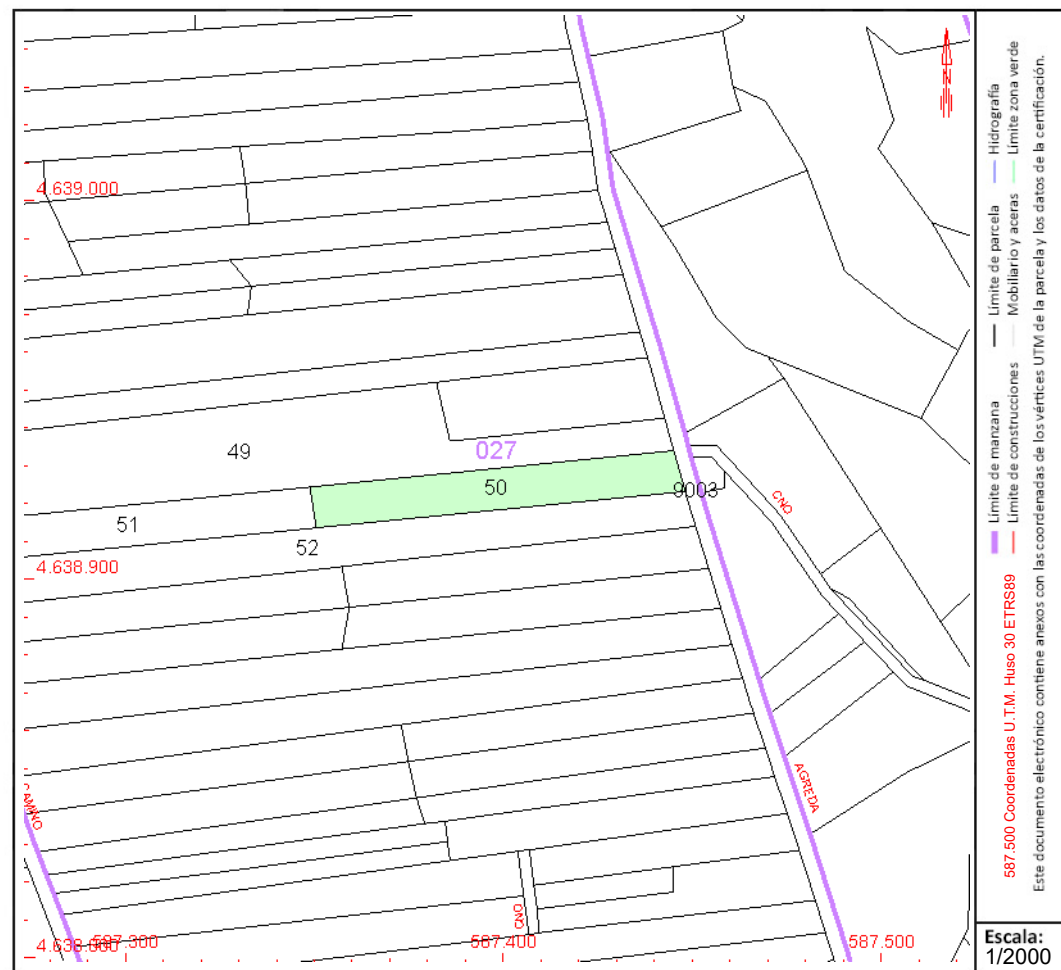 4.639.000
49
027
50
9003
51
52
CNO
4.638.900
AGREDA
CAMINO
CNO
587.300
587.400
587.500
N
Límite de manzana
Límite de parcela
Hidrografía
Límite de construcciones
Mobiliario y aceras
Límite zona verde
587.500 Coordenadas U.T.M. Huso 30 ETRS89
Este documento electrónico contiene anexos con las coordenadas de los vértices UTM de la parcela y los datos de la certificación.
Escala:
1/2000